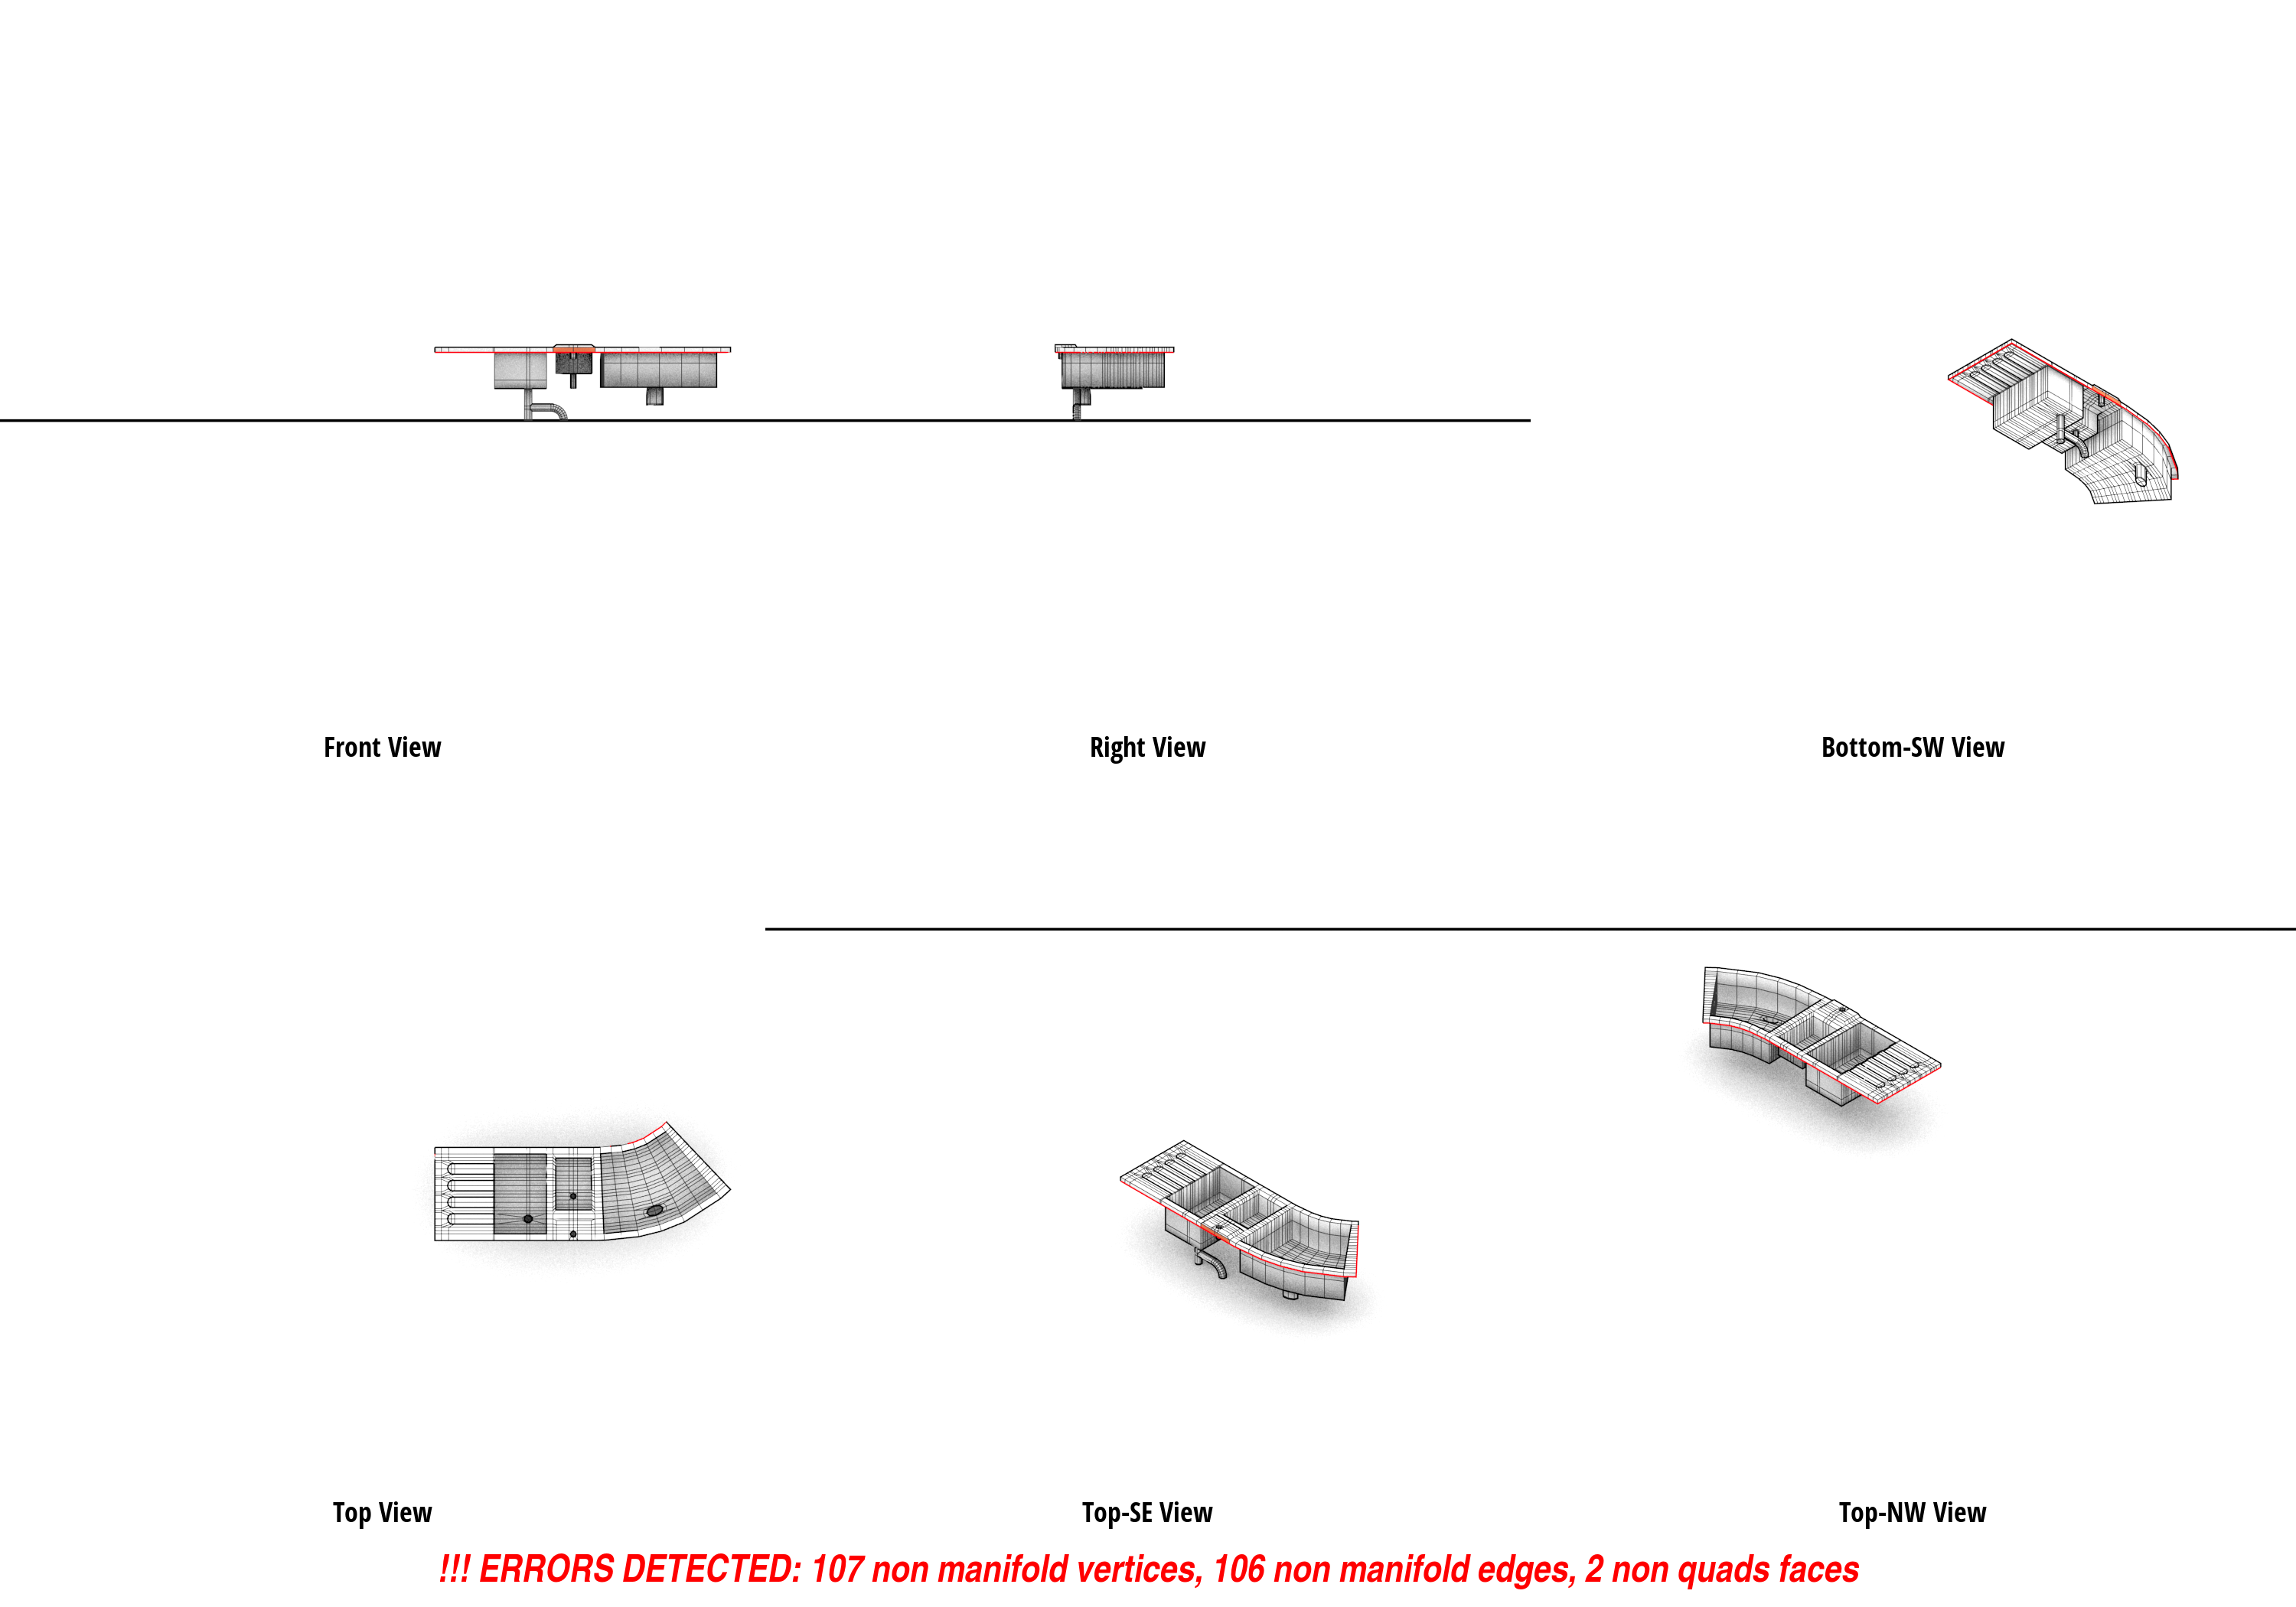 Front View
Right View
Bottom-SW View
Top View
Top-SE View
Top-NW View
!!! ERRORS DETECTED: 107 non manifold vertices, 106 non manifold edges, 2 non quads faces